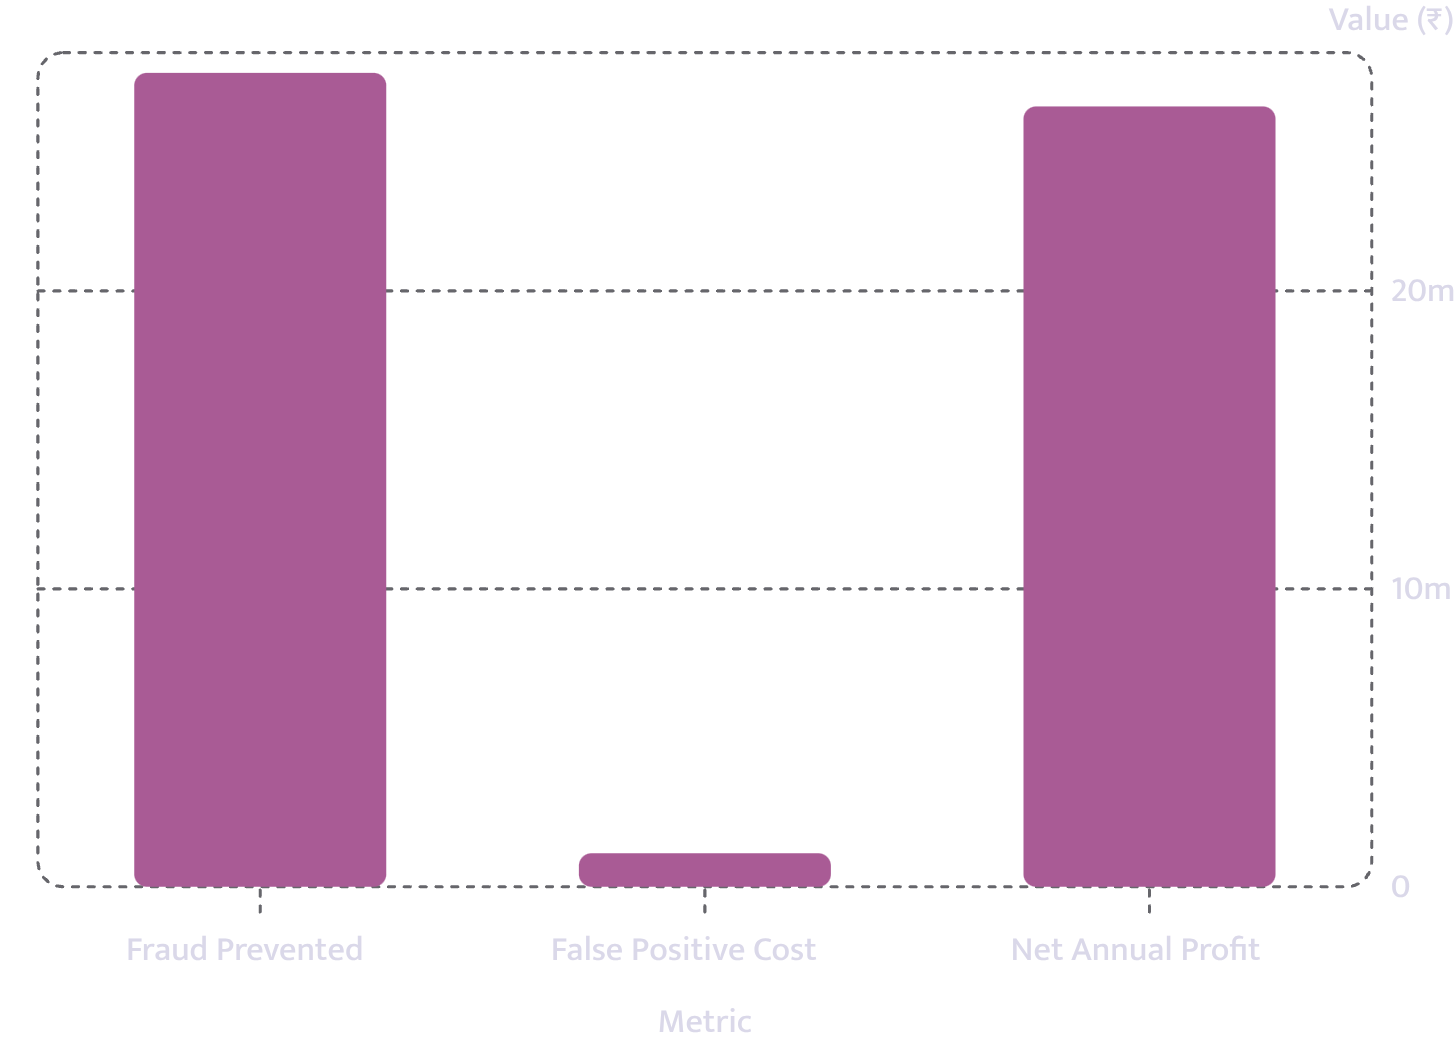 Value (₹)
20m
10m
0
Fraud Prevented
False Positive Cost
Net Annual Profit
Metric